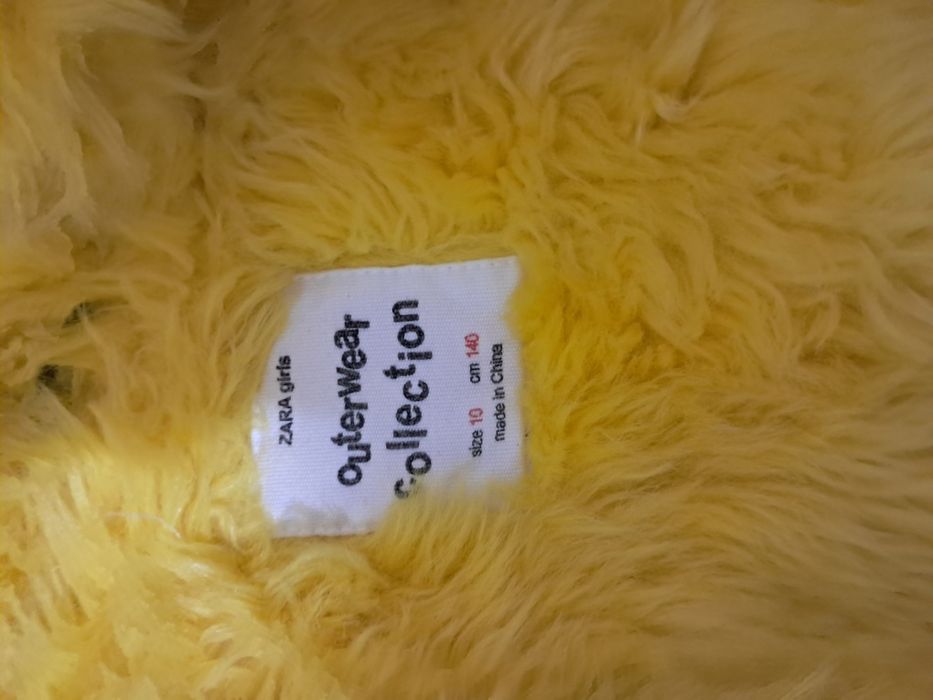 ZARA girls
outerwear
Collection
size 10 cm 140
made in China